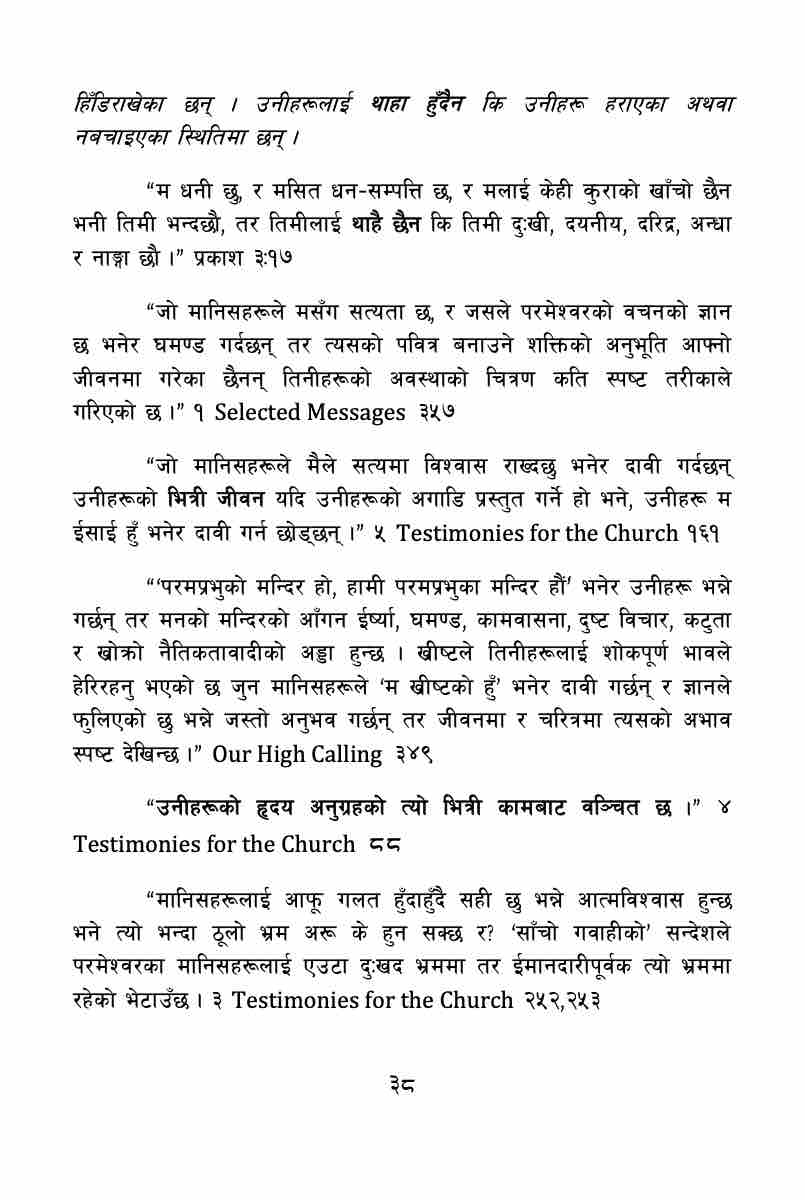 हिँडिराखेका छन् । उनीहरूलाई थाहा हुँदैन कि उनीहरू हराएका अथवा
नबचाइएका स्थितिमा छन् ।
“म धनी छु, र मसित धन-सम्पत्ति छ, र मलाई केही कुराको खाँचो छैन
भनी तिमी भन्दछौ, तर तिमीलाई थाहै छैन कि तिमी दुःखी, दयनीय, दरिद्र, अन्धा
र नाङ्गा छौ ।” प्रकाश ३:१७
“जो मानिसहरूले मसँग सत्यता छ, र जसले परमेश्वरको वचनको ज्ञान
छ भनेर घमण्ड गर्दछन् तर त्यसको पवित्र बनाउने शक्तिको अनुभूति आफ्नो
जीवनमा गरेका छैनन् तिनीहरूको अवस्थाको चित्रण कति स्पष्ट तरीकाले
गरिएको छ ।” १ Selected Messages ३५७
“जो मानिसहरूले मैले सत्यमा विश्वास राख्दछु भनेर दावी गर्दछन्
उनीहरूको भित्री जीवन यदि उनीहरूको अगाडि प्रस्तुत गर्ने हो भने, उनीहरू म
ईसाई हुँ भनेर दावी गर्न छोड्छन् ।” ५ Testimonies for the Church १६१
“‘परमप्रभुको मन्दिर हो, हामी परमप्रभुका मन्दिर हौं’ भनेर उनीहरू भन्ने
गर्छन् तर मनको मन्दिरको आँगन ईर्ष्या, घमण्ड, कामवासना, दुष्ट विचार, कटुता
र खोक्रो नैतिकतावादीको अड्डा हुन्छ । ख्रीष्टले तिनीहरूलाई शोकपूर्ण भावले
हेरिरहनु भएको छ जुन मानिसहरूले ‘म ख्रीष्टको हुँ’ भनेर दावी गर्छन् र ज्ञानले
फुलिएको छु भन्ने जस्तो अनुभव गर्छन् तर जीवनमा र चरित्रमा त्यसको अभाव
स्पष्ट देखिन्छ ।” Our High Calling ३४९
“उनीहरूको हृदय अनुग्रहको त्यो भित्री कामबाट वञ्चित छ ।” ४
Testimonies for the Church ८८
“मानिसहरूलाई आफू गलत हुँदाहुँदै सही छु भन्ने आत्मविश्वास हुन्छ
भने त्यो भन्दा ठूलो भ्रम अरू के हुन सक्छ र? ‘साँचो गवाहीको’ सन्देशले
परमेश्वरका मानिसहरूलाई एउटा दुःखद भ्रममा तर ईमानदारीपूर्वक त्यो भ्रममा
रहेको भेटाउँछ । ३ Testimonies for the Church २५२,२५३
३८